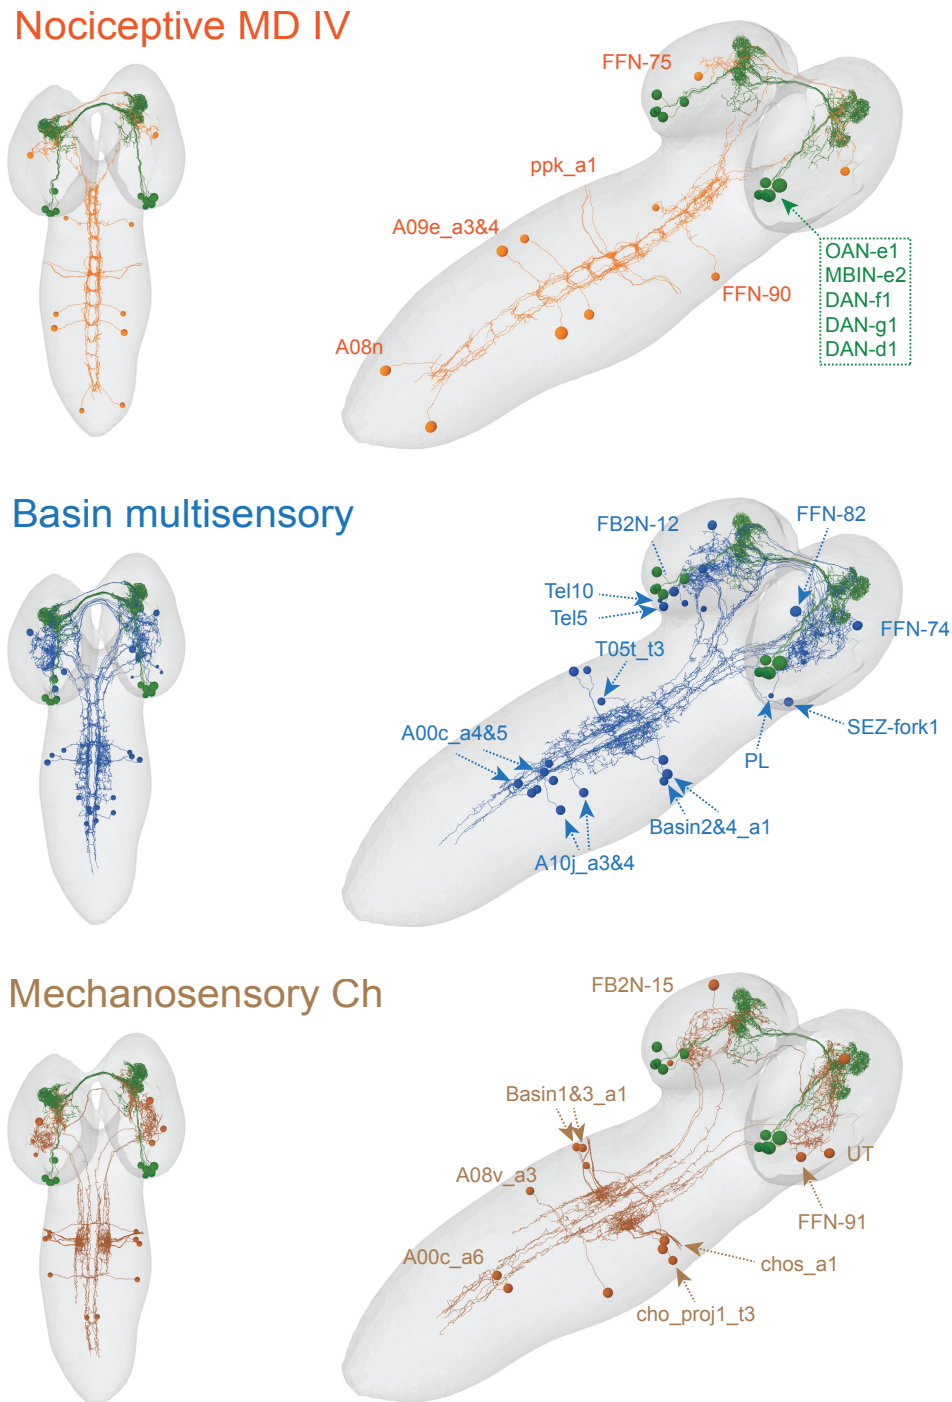 Nociceptive MD IV
FFN-75
ppk_a1
A09e_a3&4
OAN-e1
MBIN-e2
DAN-f1
DAN-g1
DAN-d1
FFN-90
A08n
Basin multisensory
FB2N-12
FFN-82
Tel10
Tel5
FFN-74
T05t_t3
A00c_a4&5
SEZ-fork1
PL
Basin2&4_a1
A10j_a3&4
Mechanosensory Ch
FB2N-15
Basin1&3_a1
UT
A08v_a3
FFN-91
A00c_a6
chos_a1
cho_proj1_t3